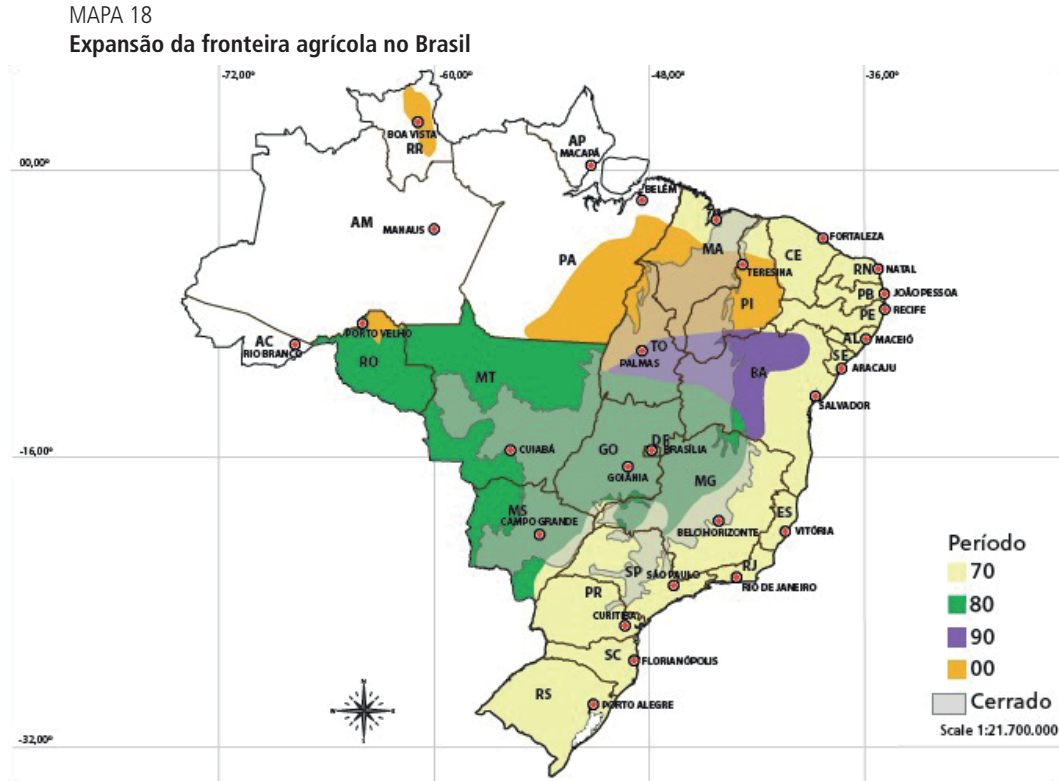 MAPA 18
Expansão da fronteira agrícola no Brasil
-72,00º
-60,00º
-48,00º
-36,00º
00,00º
-16,00º
-32,00º
BOA VISTA
RR
AP
MACAPÁ
BELÉM
AM
MANAUS
PA
MA
TERESINA
CE
FORTALEZA
RN
NATAL
PB
JOÃO PESSOA
PE
RECIFE
PI
AL
MACEIÓ
SE
ARACAJU
AC
RIO BRANCO
PORTO VELHO
RO
MT
TO
PALMAS
BA
SALVADOR
CUIABÁ
GO
GOIÂNIA
DF
BRASÍLIA
MG
BELO HORIZONTE
ES
VITÓRIA
MS
CAMPO GRANDE
SP
SÃO PAULO
RJ
RIO DE JANEIRO
PR
CURITIBA
SC
FLORIANÓPOLIS
RS
PORTO ALEGRE
N
S
Período
70
80
90
00
Cerrado
Scale 1:21.700.000